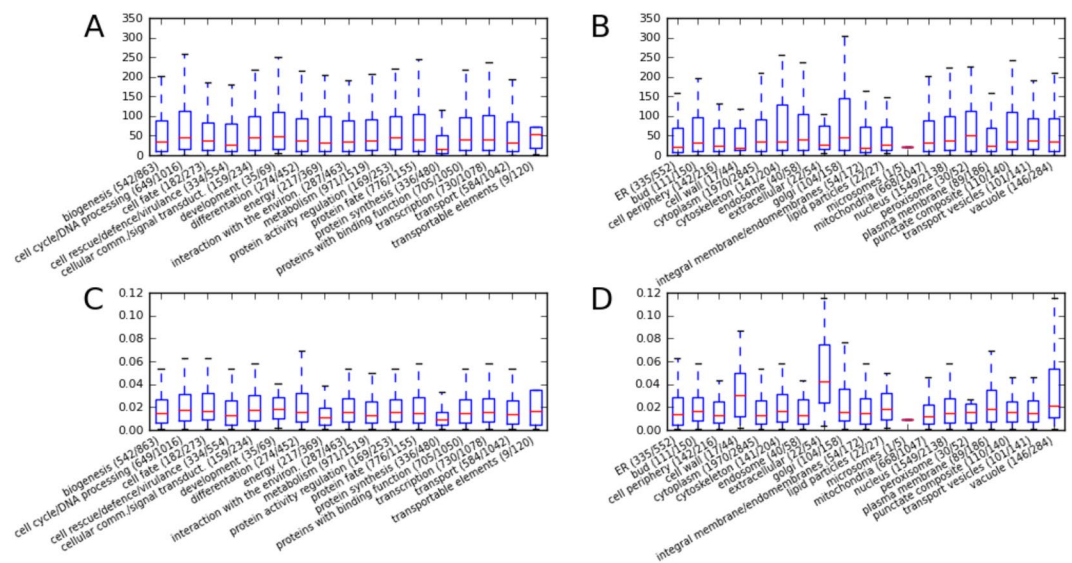 A
350
300
250
200
150
100
50
0
biogenesis (542/863)
cell cycle/DNA processing (649/1016)
cell fate (182/273)
cell rescue/defence/virulence (334/554)
cellular comm./signal transduct. (159/234)
development (35/69)
differentiation (274/452)
energy (217/369)
interaction with the environ. (287/463)
metabolism (971/1519)
protein activity regulation (169/253)
protein fate (776/1155)
protein synthesis (336/480)
proteins with binding function (705/1050)
transcription (730/1078)
transport (584/1042)
transportable elements (9/120)
B
350
300
250
200
150
100
50
0
ER (335/552)
bud (111/150)
cell periphery (142/216)
cell wall (17/44)
cytoplasm (1970/2845)
cytoskeleton (141/204)
endosome (40/58)
extracellular (22/54)
golgi (104/158)
integral membrane/endomembranes (54/172)
lipid particles (22/27)
microsomes (1/5)
mitochondria (668/1047)
nucleus (1549/2138)
peroxisome (30/52)
plasma membrane (89/186)
punctate composite (110/140)
transport vesicles (101/141)
vacuole (146/284)
C
0.12
0.10
0.08
0.06
0.04
0.02
0.00
biogenesis (542/863)
cell cycle/DNA processing (649/1016)
cell fate (182/273)
cell rescue/defence/virulence (334/554)
cellular comm./signal transduct. (159/234)
development (35/69)
differentiation (274/452)
energy (217/369)
interaction with the environ. (287/463)
metabolism (971/1519)
protein activity regulation (169/253)
protein fate (776/1155)
protein synthesis (336/480)
proteins with binding function (705/1050)
transcription (730/1078)
transport (584/1042)
transportable elements (9/120)
D
0.12
0.10
0.08
0.06
0.04
0.02
0.00
ER (335/552)
bud (111/150)
cell periphery (142/216)
cell wall (17/44)
cytoplasm (1970/2845)
cytoskeleton (141/204)
endosome (40/58)
extracellular (22/54)
golgi (104/158)
integral membrane/endomembranes (54/172)
lipid particles (22/27)
microsomes (1/5)
mitochondria (668/1047)
nucleus (1549/2138)
peroxisome (30/52)
plasma membrane (89/186)
punctate composite (110/140)
transport vesicles (101/141)
vacuole (146/284)